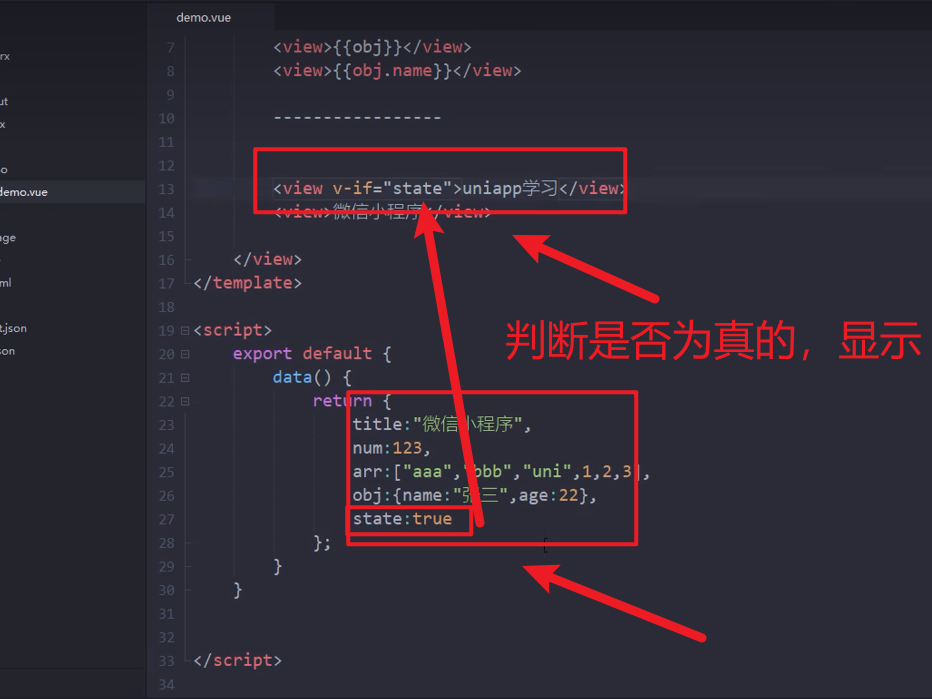 demo.vue
rx
ut
x
o
demo.vue
age
ml
t.json
son
7 <view>{{obj}}</view>
8 <view>{{obj.name}}</view>
9
10 -----------------
11
12
13 <view v-if="state">uniapp学习</view>
14 <view>微信小程序</view>
15
16 </view>
17 </template>
18
19 <script>
20 export default {
21 data() {
22 return {
23 title:"微信小程序",
24 num:123,
25 arr:["aaa","bbb","uni",1,2,3],
26 obj:{name:"张三",age:22},
27 state:true
28 };
29 }
30 }
31
32
33 </script>
34
判断是否为真的，显示